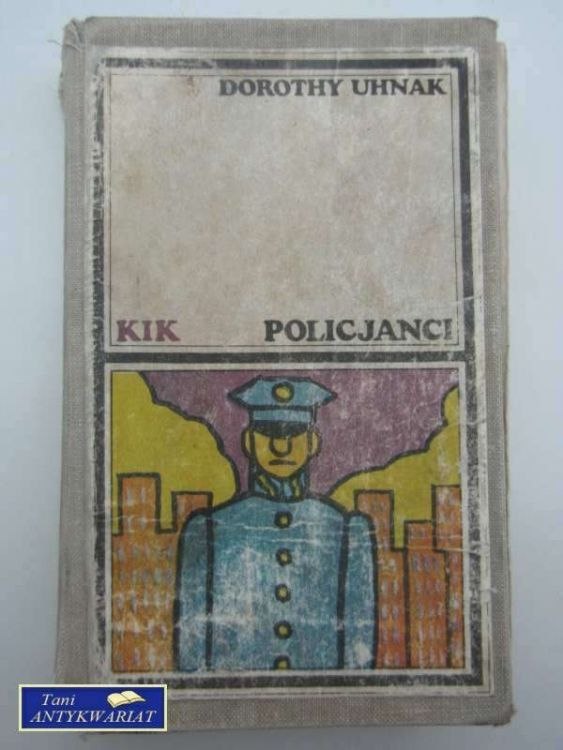 DOROTHY UHNAK
KIK POLICJANCI
Tani
ANTYKWARIAT